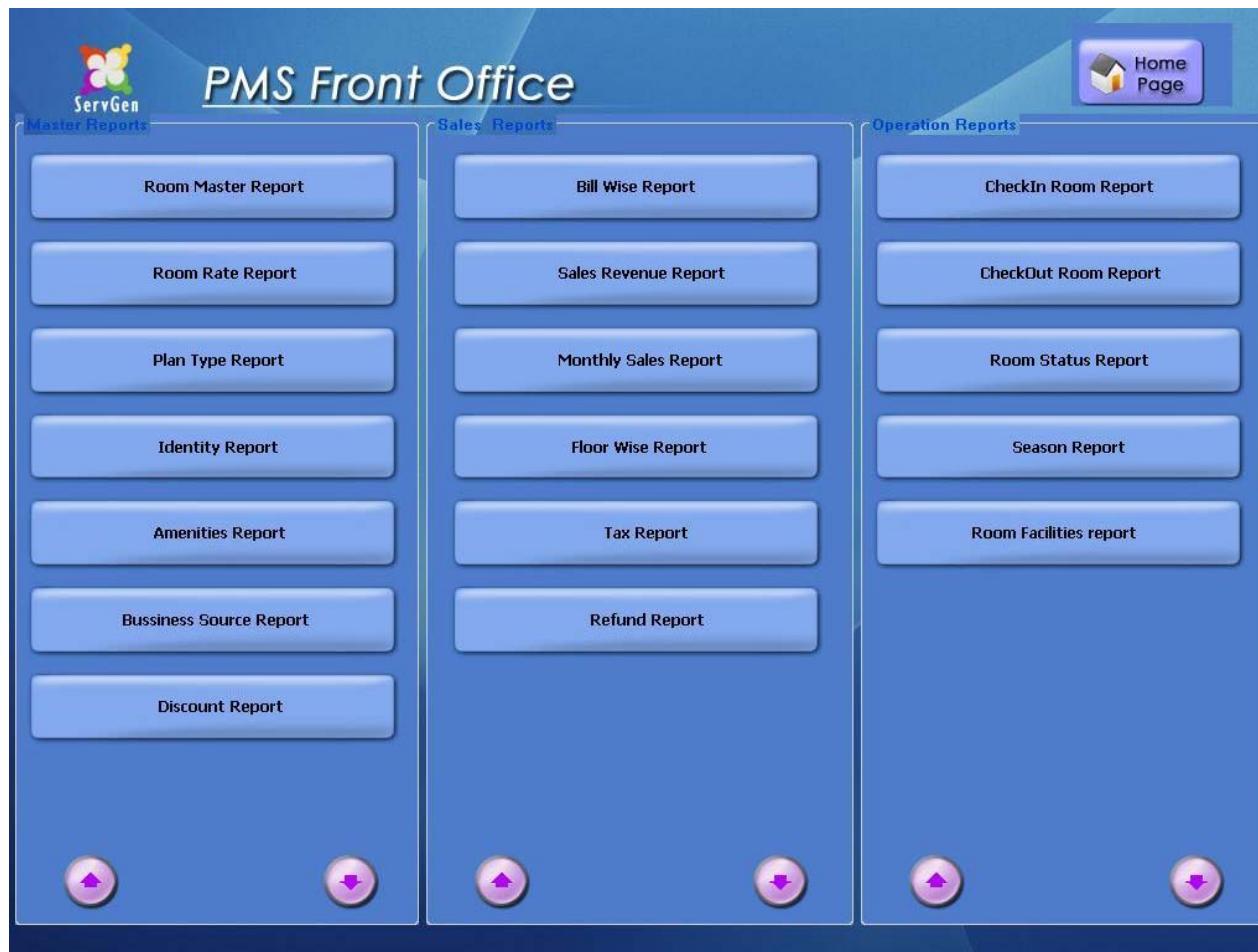 ServGen
PMS Front Office
Home
Page
Master Reports
Room Master Report
Room Rate Report
Plan Type Report
Identity Report
Amenities Report
Bussiness Source Report
Discount Report
Sales Reports
Bill Wise Report
Sales Revenue Report
Monthly Sales Report
Floor Wise Report
Tax Report
Refund Report
Operation Reports
CheckIn Room Report
CheckOut Room Report
Room Status Report
Season Report
Room Facilities report